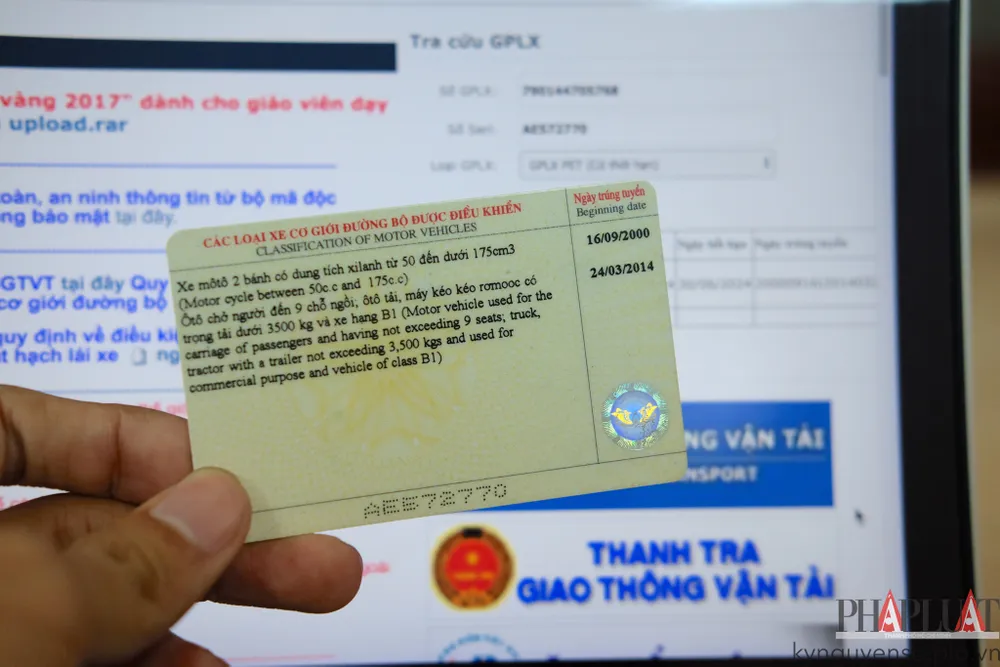 Tra cứu GPLX
vàng 2017" dành cho giáo viên dạy
upload.rar
Số GPLX:
790144705768
Số Seri:
AE572770
Loại GPLX:
GPLX PET (Có thời hạn)
toàn, an ninh thông tin từ bộ mã độc
ng bảo mật tại đây.
GTVT tại đây Quy
cơ giới đường bộ
quy định về điều kiệ
t hạch lái xe
CÁC LOẠI XE CƠ GIỚI ĐƯỜNG BỘ ĐƯỢC ĐIỀU KHIỂN
CLASSIFICATION OF MOTOR VEHICLES
Ngày trúng tuyển
Beginning date
Xe môtô 2 bánh có dung tích xilanh từ 50 đến dưới 175cm3
(Motor cycle between 50c.c and 175c.c)
16/09/2000
Ôtô chở người đến 9 chỗ ngồi; ôtô tải, máy kéo kéo rơmooc có
trọng tải dưới 3500 kg và xe hạng B1 (Motor vehicle used for the
carriage of passengers and having not exceeding 9 seats; truck,
tractor with a trailer not exceeding 3,500 kgs and used for
commercial purpose and vehicle of class B1)
24/03/2014
AE572770
NG VẬN TẢI
NSPORT
THANH TRA
GIAO THÔNG VẬN TẢI
PHÁPLUẬT